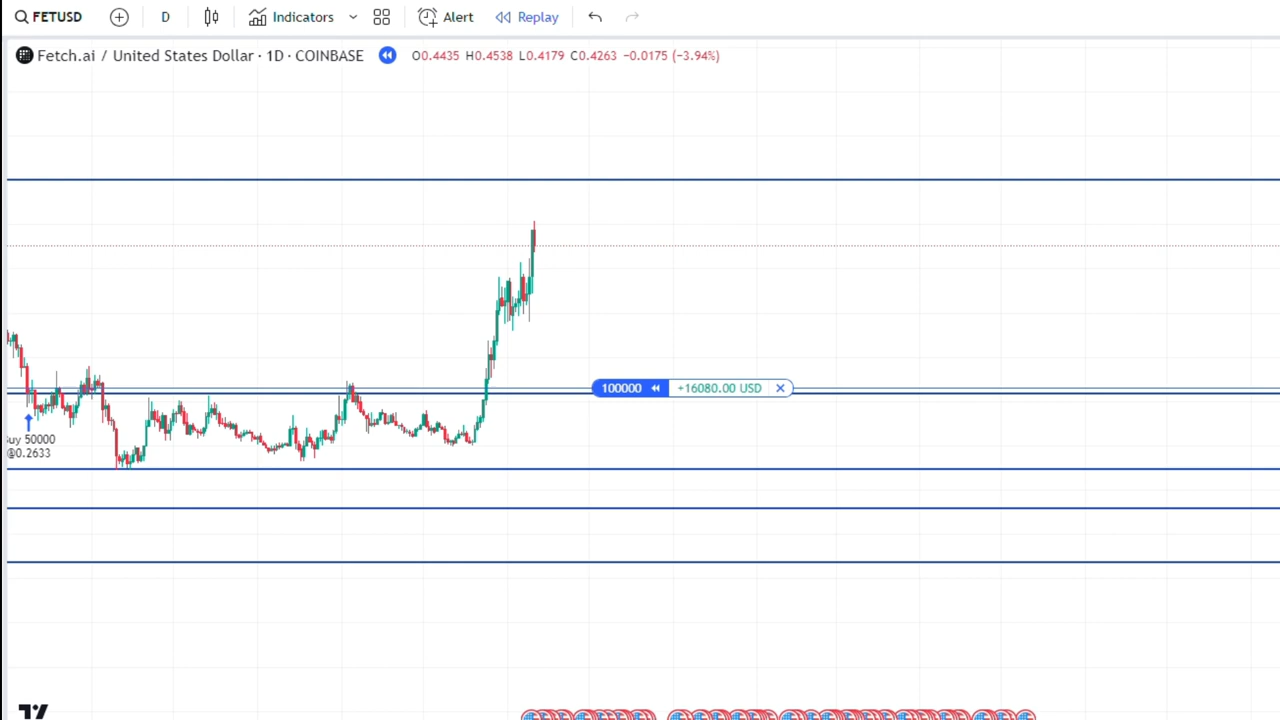 FETUSD D Indicators Alert Replay
Fetch.ai / United States Dollar · 1D · COINBASE O0.4435 H0.4538 L0.4179 C0.4263 −0.0175 (−3.94%)
100000 +16080.00 USD
Buy 50000
@0.2633